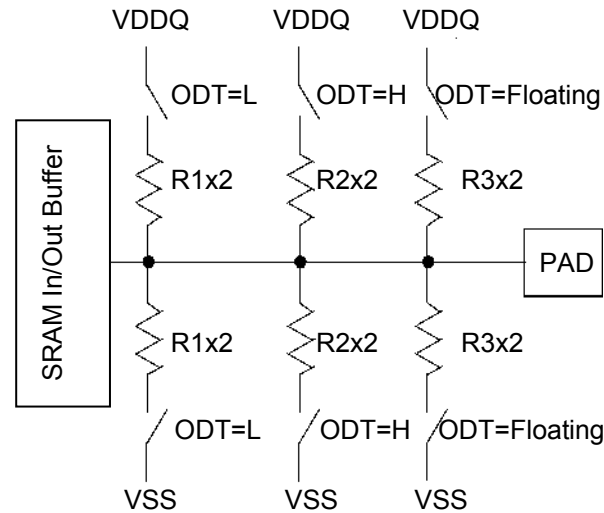 VDDQ VDDQ VDDQ
ODT=L ODT=H ODT=Floating
SRAM In/Out Buffer
R1x2 R2x2 R3x2
PAD
R1x2 R2x2 R3x2
ODT=L ODT=H ODT=Floating
VSS VSS VSS